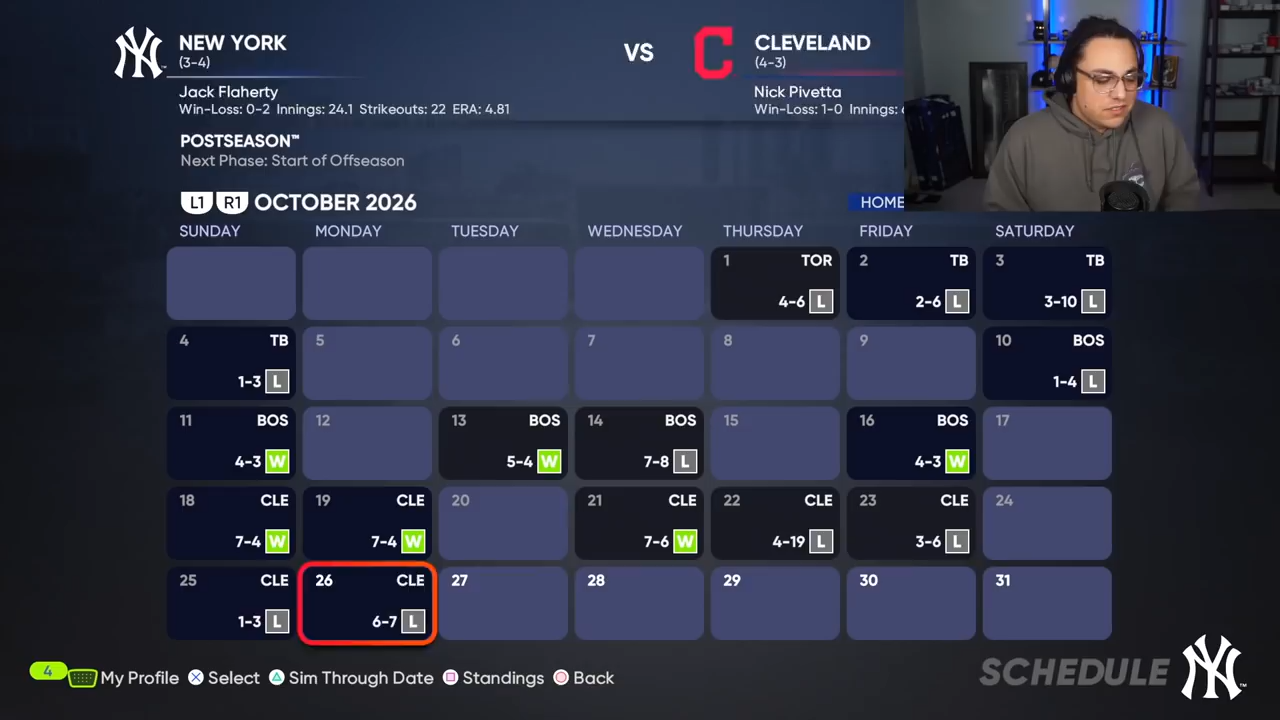 NEW YORK
(3-4)
VS
CLEVELAND
(4-3)
Jack Flaherty
Win-Loss: 0-2 Innings: 24.1 Strikeouts: 22 ERA: 4.81
Nick Pivetta
Win-Loss: 1-0 Innings:
POSTSEASON™
Next Phase: Start of Offseason
L1 R1 OCTOBER 2026
HOME
SUNDAY MONDAY TUESDAY WEDNESDAY THURSDAY FRIDAY SATURDAY
1 TOR 2 TB 3 TB
4-6 L 2-6 L 3-10 L
4 TB 5 6 7 8 9 10 BOS
1-3 L 1-4 L
11 BOS 12 13 BOS 14 BOS 15 16 BOS 17
4-3 W 5-4 W 7-8 L 4-3 W
18 CLE 19 CLE 20 21 CLE 22 CLE 23 CLE 24
7-4 W 7-4 W 7-6 W 4-19 L 3-6 L
25 CLE 26 CLE 27 28 29 30 31
1-3 L 6-7 L
4 My Profile Select Sim Through Date Standings Back
SCHEDULE